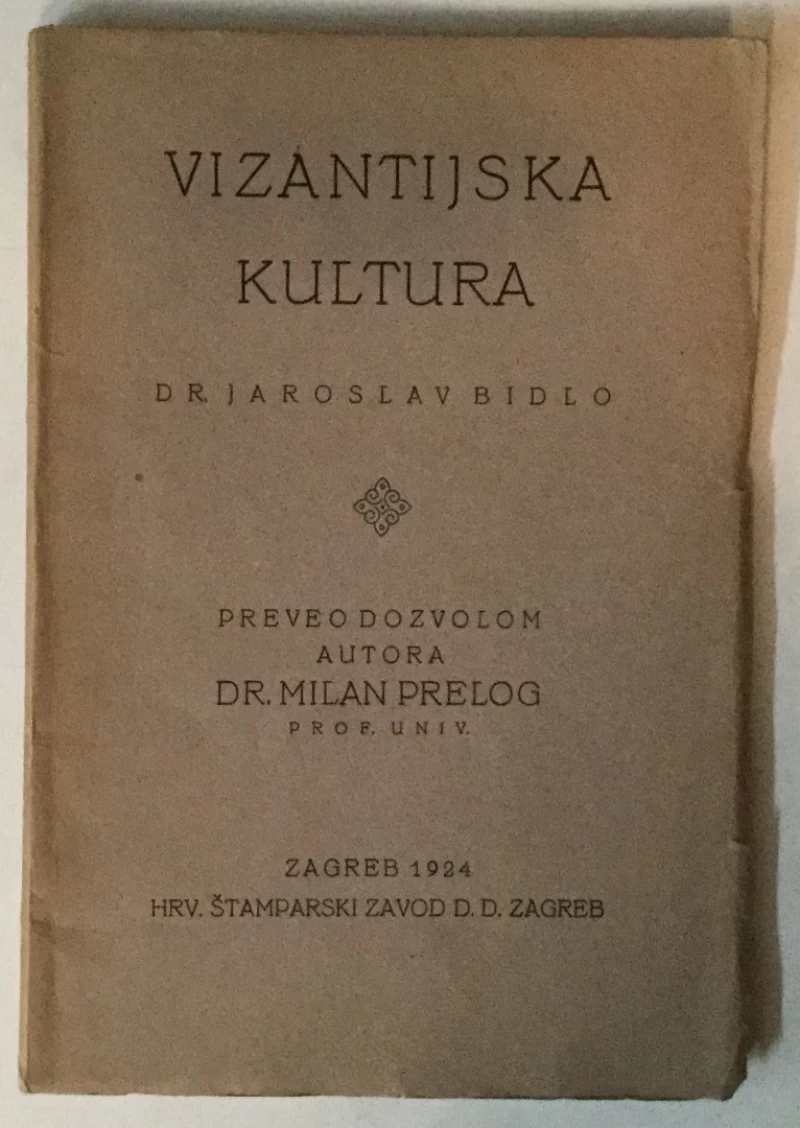 VIZANTIJSKA
KULTURA
DR. JAROSLAV BIDLO
PREVEO DOZVOLOM
AUTORA
DR. MILAN PRELOG
PROF. UNIV.
ZAGREB 1924
HRV. ŠTAMPARSKI ZAVOD D. D. ZAGREB